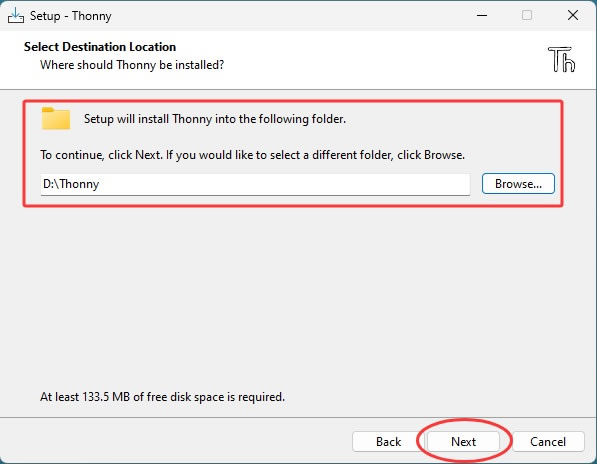 Setup - Thonny
Select Destination Location
Where should Thonny be installed?
Th
Setup will install Thonny into the following folder.
To continue, click Next. If you would like to select a different folder, click Browse.
D:\Thonny
Browse...
At least 133.5 MB of free disk space is required.
Back
Next
Cancel